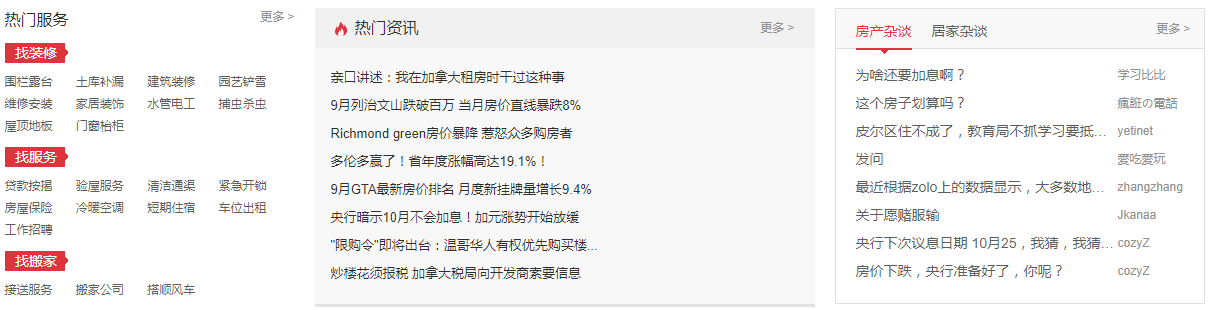 热门服务 更多 >
找装修
围栏露台 土库补漏 建筑装修 园艺铲雪
维修安装 家居装饰 水管电工 捕虫杀虫
屋顶地板 门窗枱柜
找服务
贷款按揭 验屋服务 清洁通渠 紧急开锁
房屋保险 冷暖空调 短期住宿 车位出租
工作招聘
找搬家
接送服务 搬家公司 搭顺风车
热门资讯 更多 >
亲口讲述：我在加拿大租房时干过这种事
9月列治文山跌破百万 当月房价直线暴跌8%
Richmond green房价暴降 惹怒众多购房者
多伦多赢了！省年度涨幅高达19.1%！
9月GTA最新房价排名 月度新挂牌量增长9.4%
央行暗示10月不会加息！加元涨势开始放缓
"限购令"即将出台：温哥华人有权优先购买楼...
炒楼花须报税 加拿大税局向开发商索要信息
房产杂谈 居家杂谈 更多 >
为啥还要加息啊？ 学习比比
这个房子划算吗？ 瘋誑の電話
皮尔区住不成了，教育局不抓学习要抵... yetinet
发问 愛吃愛玩
最近根据zolo上的数据显示，大多数地... zhangzhang
关于愿赌服输 Jkanaa
央行下次议息日期 10月25，我猜，我猜... cozyZ
房价下跌，央行准备好了，你呢？ cozyZ